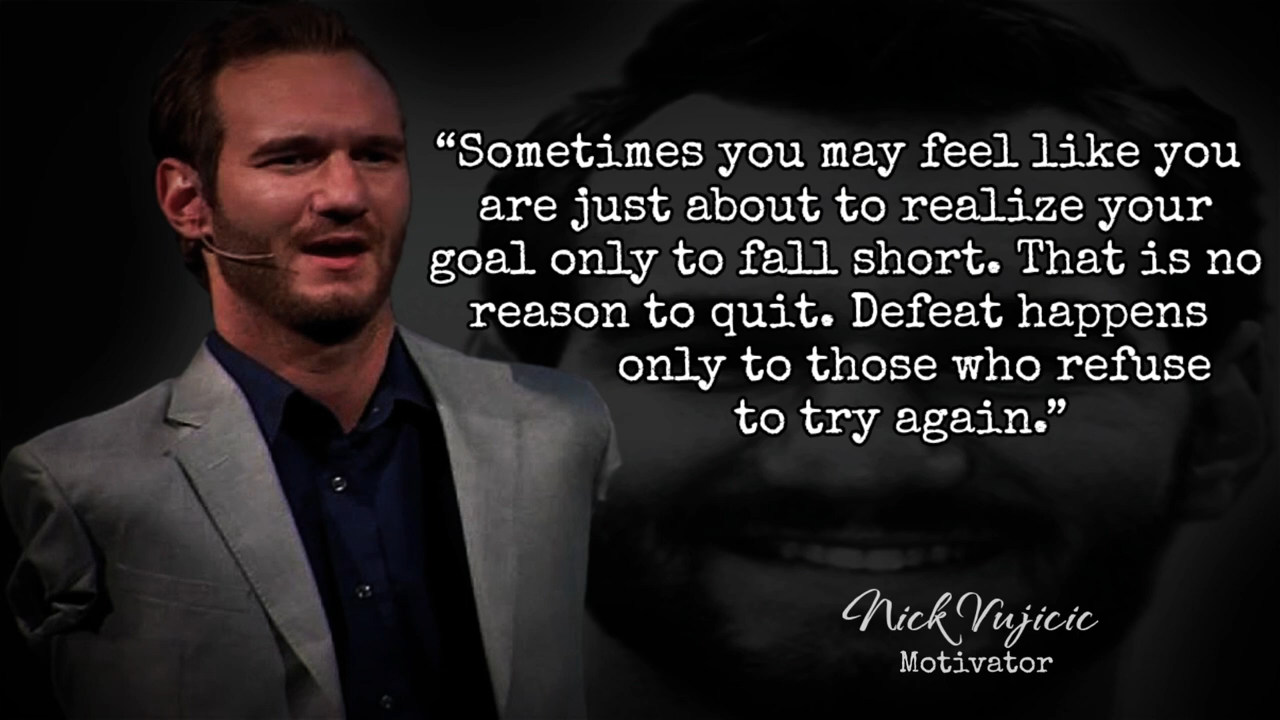 “Sometimes you may feel like you
are just about to realize your
goal only to fall short. That is no
reason to quit. Defeat happens
only to those who refuse
to try again.”
Nick Vujicic
Motivator